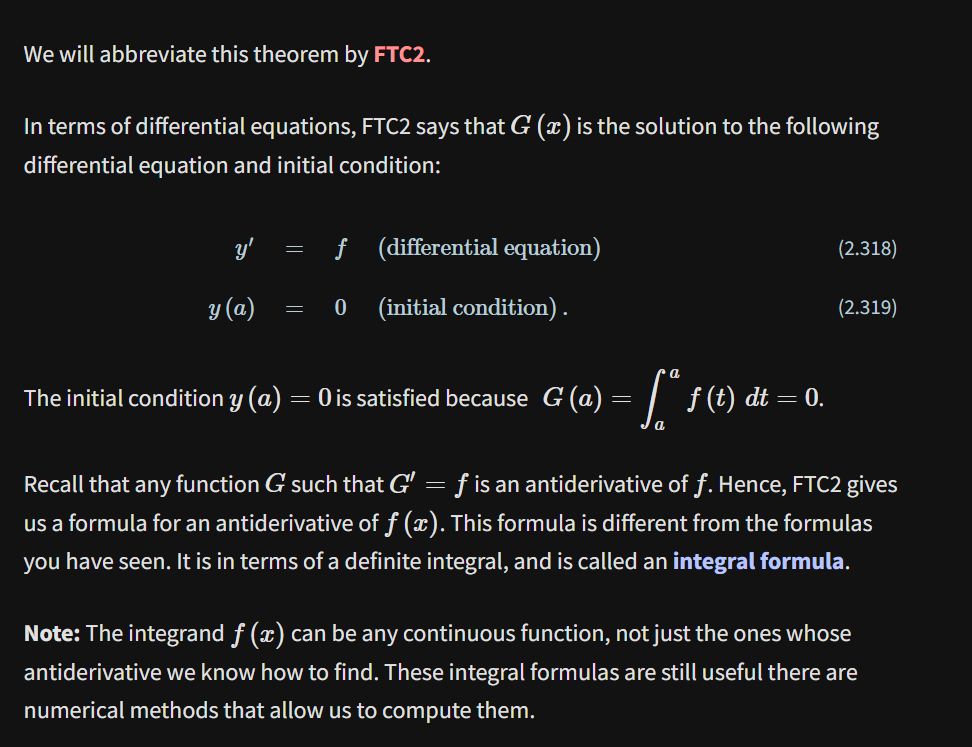 We will abbreviate this theorem by FTC2.
In terms of differential equations, FTC2 says that G (x) is the solution to the following
differential equation and initial condition:
y′ = f (differential equation) (2.318)
y (a) = 0 (initial condition) . (2.319)
The initial condition y (a) = 0 is satisfied because G (a) = ∫ₐᵃ f (t) dt = 0.
Recall that any function G such that G′ = f is an antiderivative of f. Hence, FTC2 gives
us a formula for an antiderivative of f (x). This formula is different from the formulas
you have seen. It is in terms of a definite integral, and is called an integral formula.
Note: The integrand f (x) can be any continuous function, not just the ones whose
antiderivative we know how to find. These integral formulas are still useful there are
numerical methods that allow us to compute them.